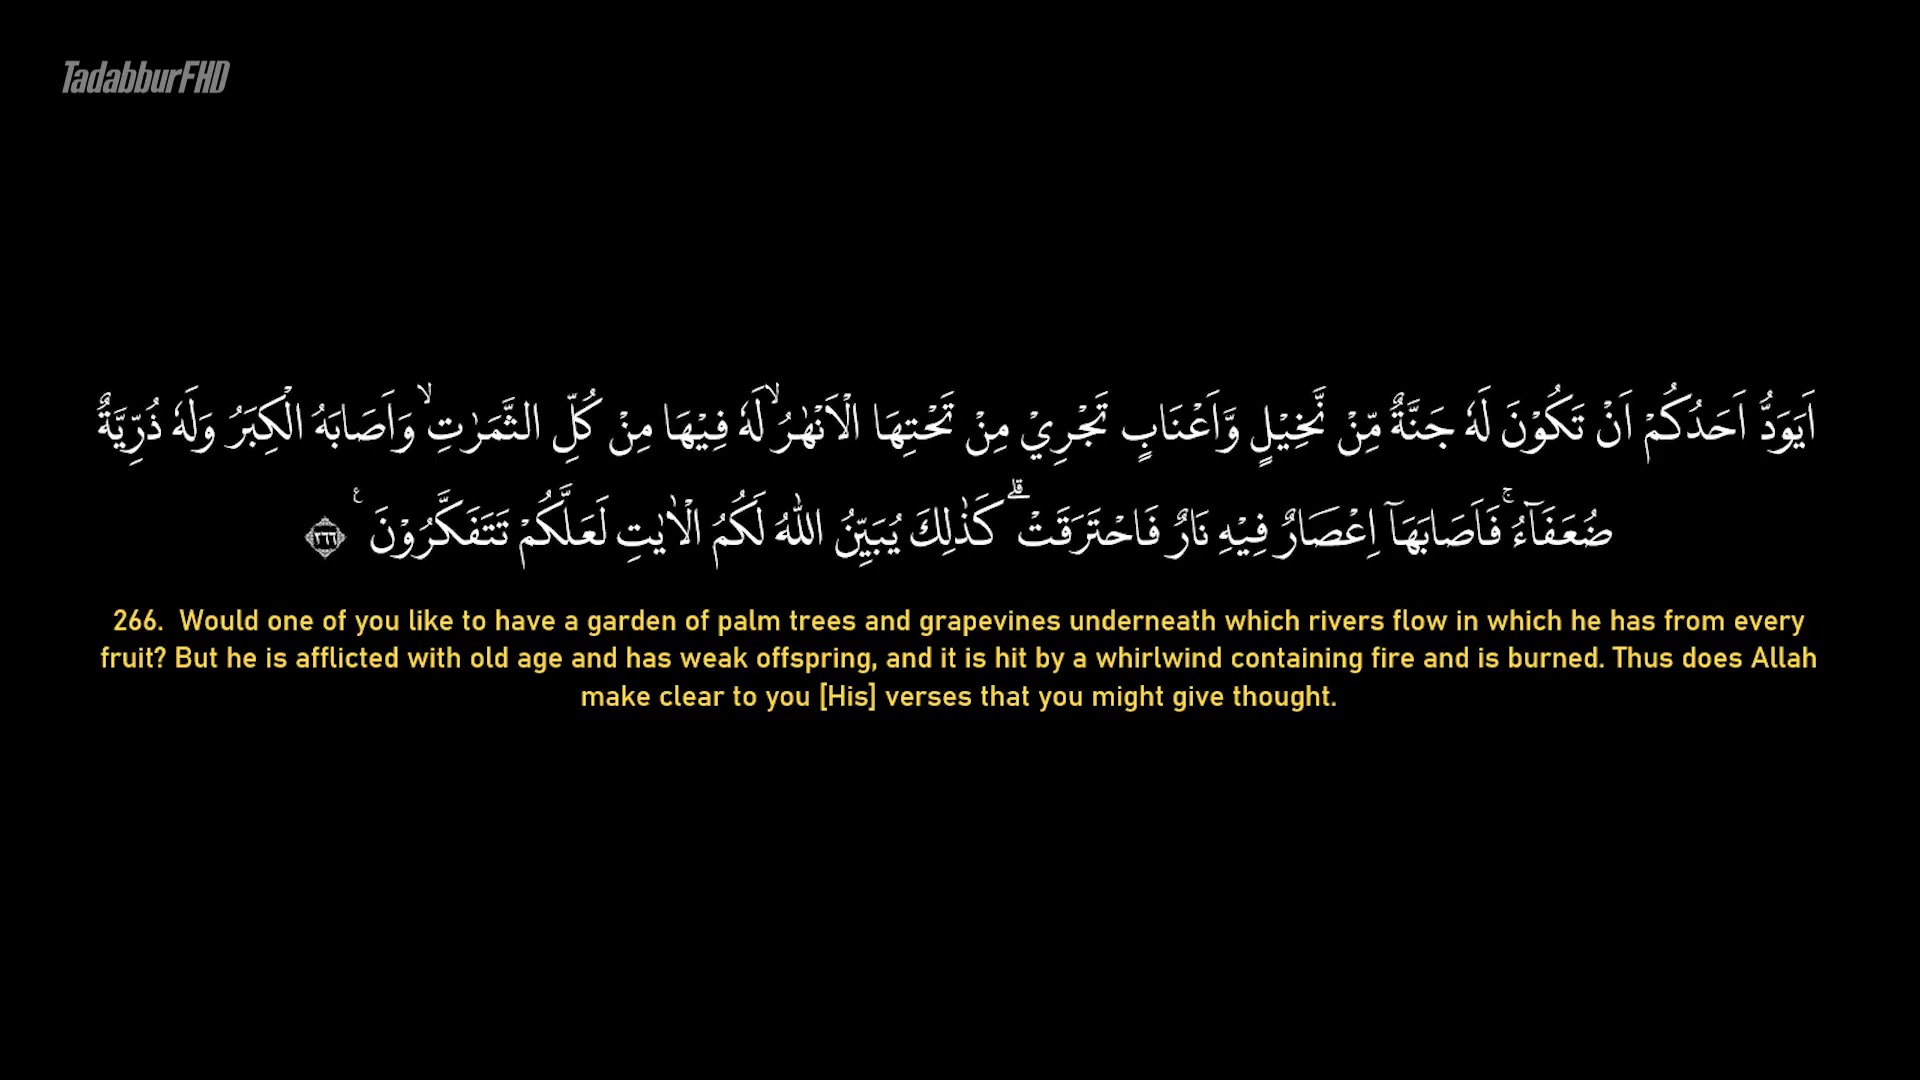 TadabburFHD
اَيَوَدُّ اَحَدُكُمْ اَنْ تَكُوْنَ لَهٗ جَنَّةٌ مِّنْ نَّخِيْلٍ وَّاَعْنَابٍ تَجْرِيْ مِنْ تَحْتِهَا الْاَنْهٰرُۙ لَهٗ فِيْهَا مِنْ كُلِّ الثَّمَرٰتِۙ وَاَصَابَهُ الْكِبَرُ وَلَهٗ ذُرِّيَّةٌ
ضُعَفَاۤءُۚ فَاَصَابَهَآ اِعْصَارٌ فِيْهِ نَارٌ فَاحْتَرَقَتْۗ كَذٰلِكَ يُبَيِّنُ اللّٰهُ لَكُمُ الْاٰيٰتِ لَعَلَّكُمْ تَتَفَكَّرُوْنَ ࣖ ٢٦٦
266. Would one of you like to have a garden of palm trees and grapevines underneath which rivers flow in which he has from every
fruit? But he is afflicted with old age and has weak offspring, and it is hit by a whirlwind containing fire and is burned. Thus does Allah
make clear to you [His] verses that you might give thought.